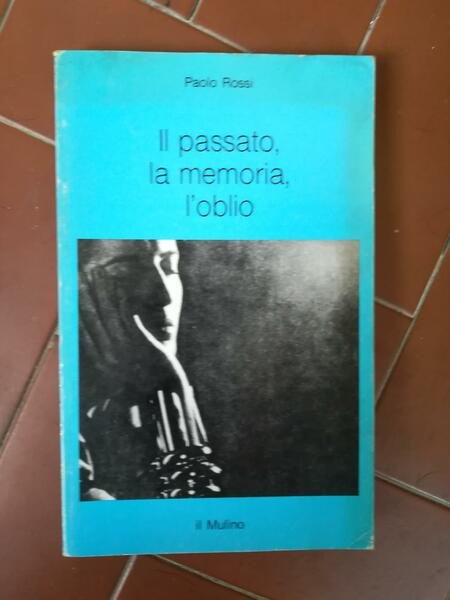 Paolo Rossi
Il passato,
la memoria,
l'oblio
il Mulino